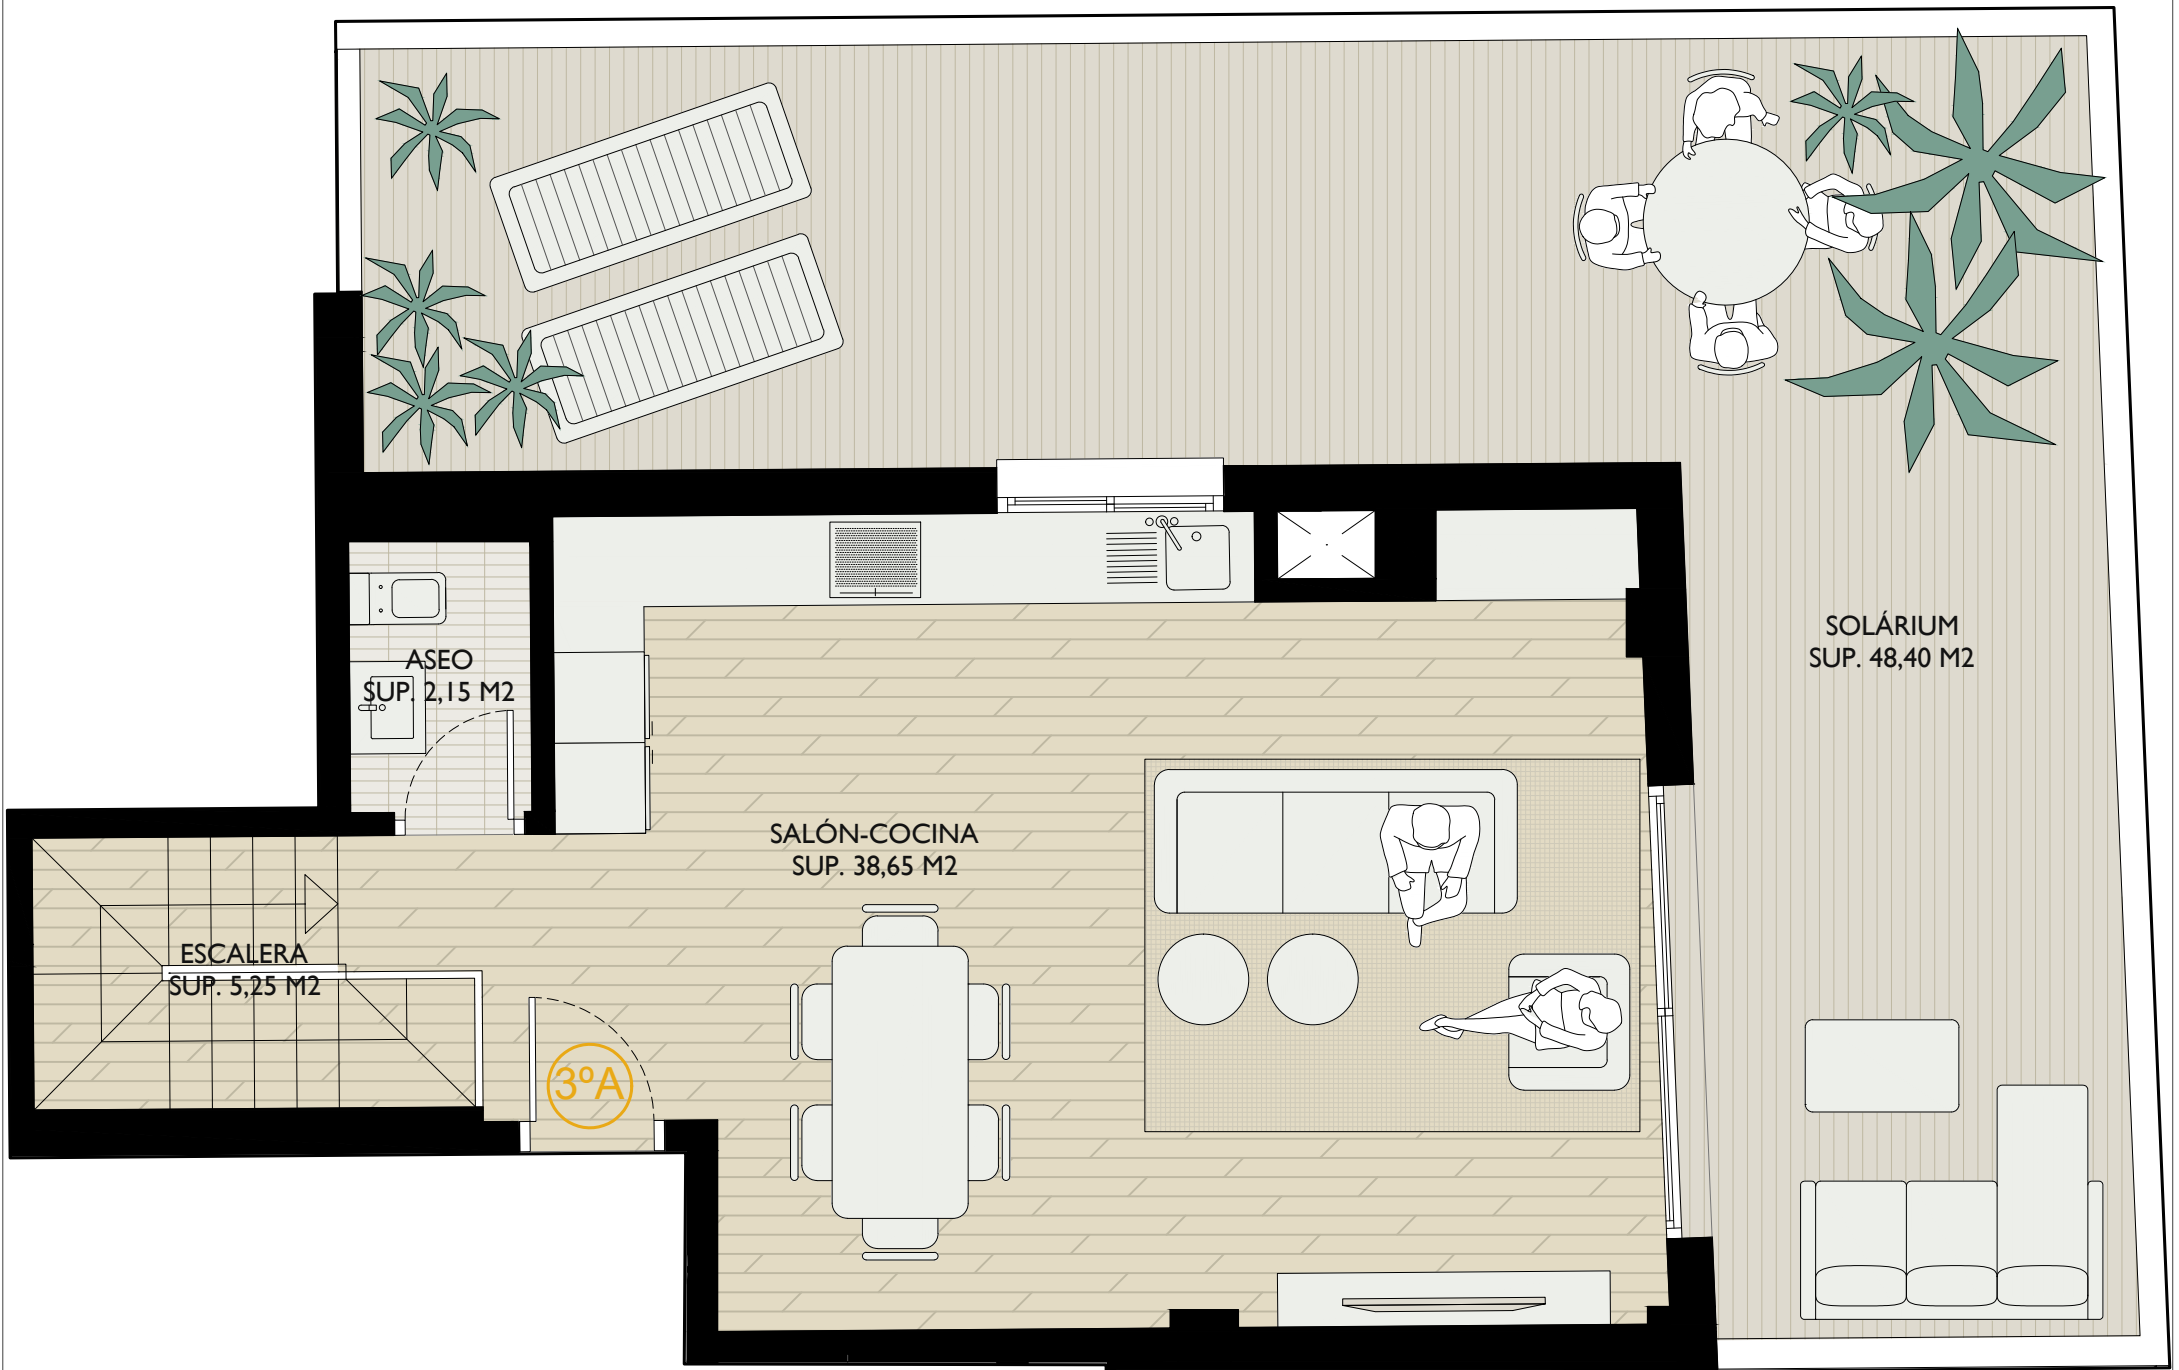 SOLÁRIUM
SUP. 48,40 M2
ASEO
SUP. 2,15 M2
SALÓN-COCINA
SUP. 38,65 M2
ESCALERA
SUP. 5,25 M2
3ºA